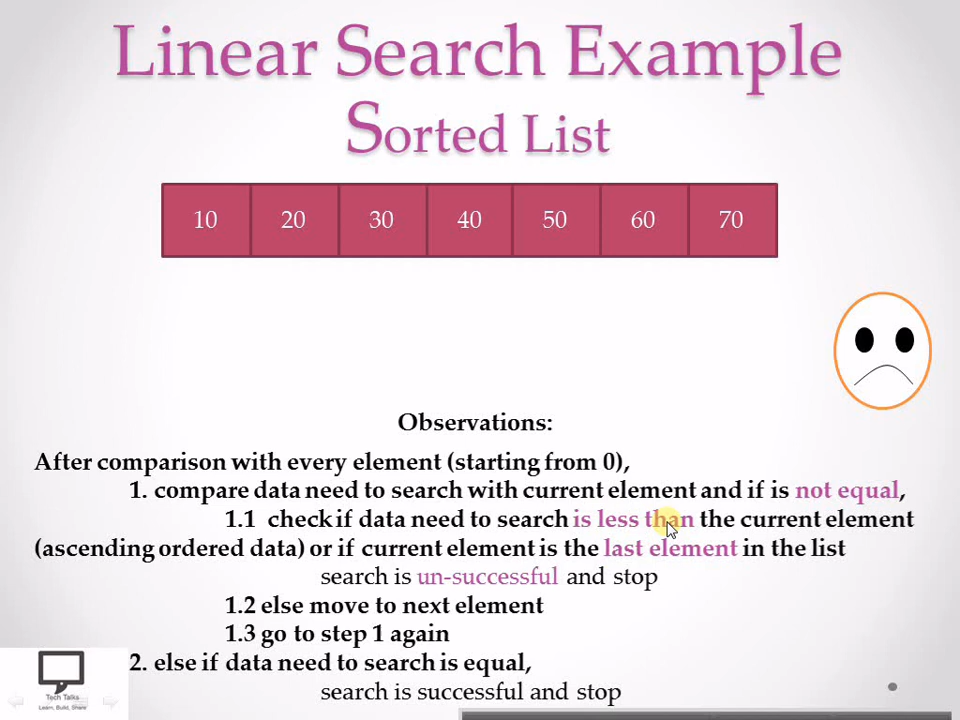 Linear Search Example
Sorted List
10 20 30 40 50 60 70
Observations:
After comparison with every element (starting from 0),
1. compare data need to search with current element and if is not equal,
1.1 check if data need to search is less than the current element
(ascending ordered data) or if current element is the last element in the list
search is un-successful and stop
1.2 else move to next element
1.3 go to step 1 again
2. else if data need to search is equal,
search is successful and stop
Tech Talks
Learn, Build, Share